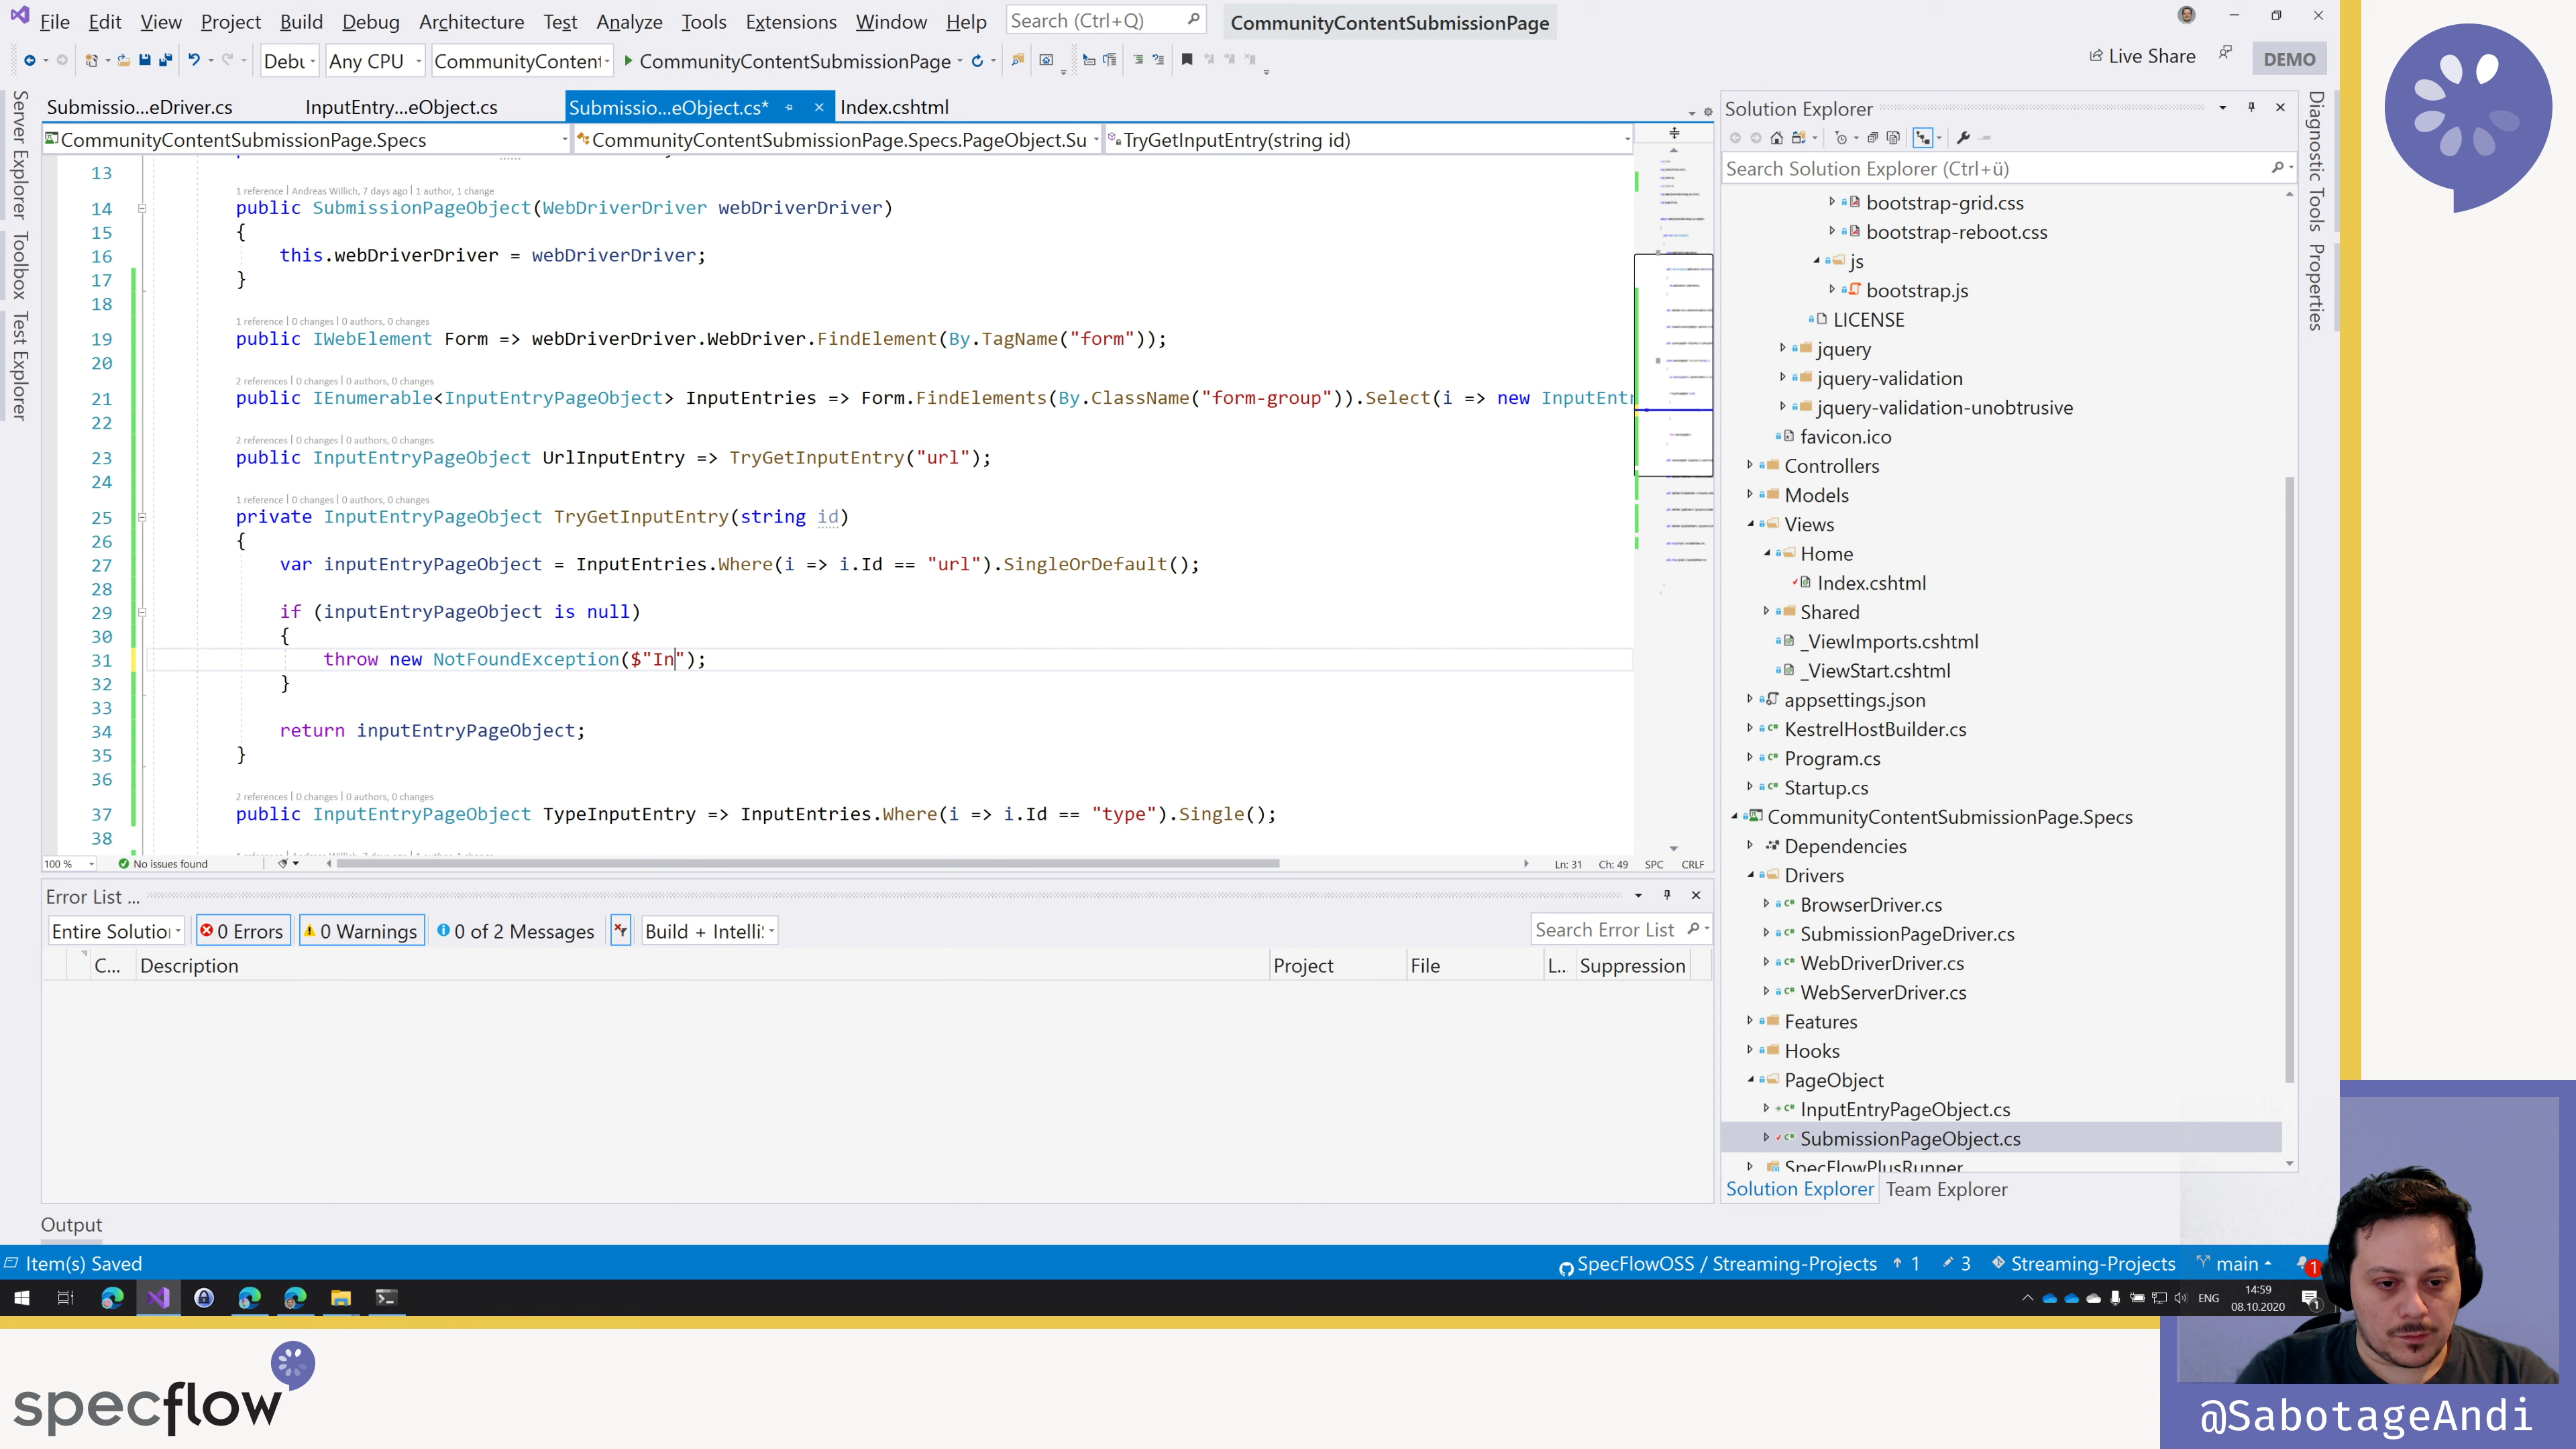 File Edit View Project Build Debug Architecture Test Analyze Tools Extensions Window Help Search (Ctrl+Q) CommunityContentSubmissionPage
Debu Any CPU CommunityConten CommunityContentSubmissionPage Live Share DEMO
Submissio...eDriver.cs InputEntry...eObject.cs Submissio...eObject.cs* Index.cshtml
CommunityContentSubmissionPage.Specs CommunityContentSubmissionPage.Specs.PageObject.Su TryGetInputEntry(string id)
Server Explorer
Toolbox
Test Explorer
13
1 reference | Andreas Willich, 7 days ago | 1 author, 1 change
14 public SubmissionPageObject(WebDriverDriver webDriverDriver)
15 {
16 this.webDriverDriver = webDriverDriver;
17 }
18
1 reference | 0 changes | 0 authors, 0 changes
19 public IWebElement Form => webDriverDriver.WebDriver.FindElement(By.TagName("form"));
20
2 references | 0 changes | 0 authors, 0 changes
21 public IEnumerable<InputEntryPageObject> InputEntries => Form.FindElements(By.ClassName("form-group")).Select(i => new InputEntr
22
2 references | 0 changes | 0 authors, 0 changes
23 public InputEntryPageObject UrlInputEntry => TryGetInputEntry("url");
24
1 reference | 0 changes | 0 authors, 0 changes
25 private InputEntryPageObject TryGetInputEntry(string id)
26 {
27 var inputEntryPageObject = InputEntries.Where(i => i.Id == "url").SingleOrDefault();
28
29 if (inputEntryPageObject is null)
30 {
31 throw new NotFoundException($"In");
32 }
33
34 return inputEntryPageObject;
35 }
36
2 references | 0 changes | 0 authors, 0 changes
37 public InputEntryPageObject TypeInputEntry => InputEntries.Where(i => i.Id == "type").Single();
38
100 % No issues found Ln: 31 Ch: 49 SPC CRLF
Error List ...
Entire Solutio 0 Errors 0 Warnings 0 of 2 Messages Build + Intelli Search Error List
C... Description Project File L.. Suppression
Output
Solution Explorer
Search Solution Explorer (Ctrl+ü)
bootstrap-grid.css
bootstrap-reboot.css
js
bootstrap.js
LICENSE
jquery
jquery-validation
jquery-validation-unobtrusive
favicon.ico
Controllers
Models
Views
Home
Index.cshtml
Shared
_ViewImports.cshtml
_ViewStart.cshtml
appsettings.json
KestrelHostBuilder.cs
Program.cs
Startup.cs
CommunityContentSubmissionPage.Specs
Dependencies
Drivers
BrowserDriver.cs
SubmissionPageDriver.cs
WebDriverDriver.cs
WebServerDriver.cs
Features
Hooks
PageObject
InputEntryPageObject.cs
SubmissionPageObject.cs
SpecFlowPlusRunner
Solution Explorer Team Explorer
Diagnostic Tools
Properties
Item(s) Saved SpecFlowOSS / Streaming-Projects 1 3 Streaming-Projects main 1
ENG 14:59
08.10.2020 1
specflow
@SabotageAndi